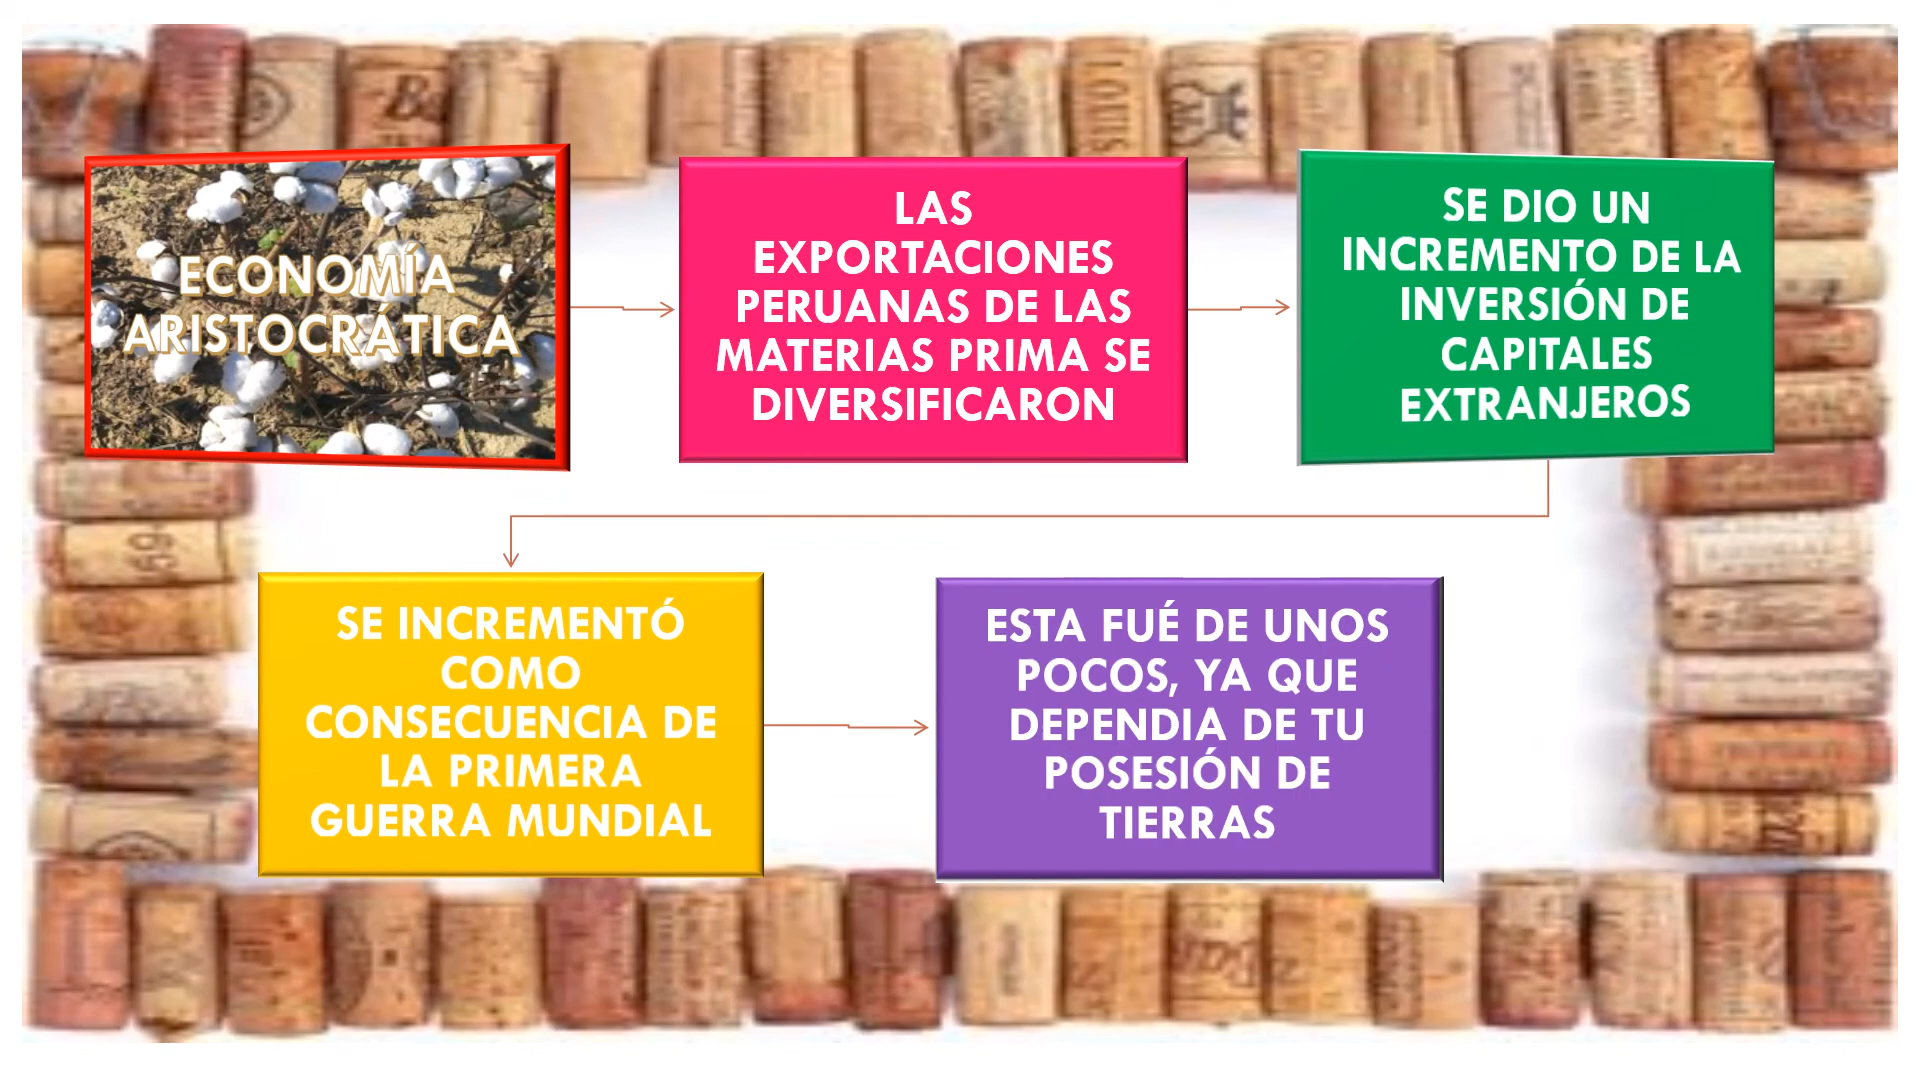 ECONOMÍA
ARISTOCRÁTICA
LAS
EXPORTACIONES
PERUANAS DE LAS
MATERIAS PRIMA SE
DIVERSIFICARON
SE DIO UN
INCREMENTO DE LA
INVERSIÓN DE
CAPITALES
EXTRANJEROS
SE INCREMENTÓ
COMO
CONSECUENCIA DE
LA PRIMERA
GUERRA MUNDIAL
ESTA FUÉ DE UNOS
POCOS, YA QUE
DEPENDIA DE TU
POSESIÓN DE
TIERRAS